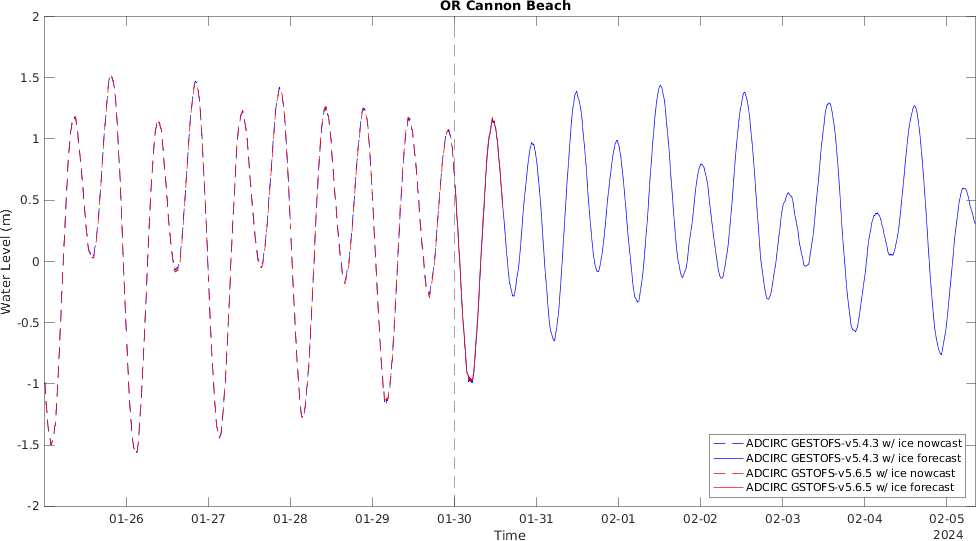 OR Cannon Beach
2
1.5
1
0.5
0
-0.5
-1
-1.5
-2
Water Level (m)
ADCIRC GESTOFS-v5.4.3 w/ ice nowcast
ADCIRC GESTOFS-v5.4.3 w/ ice forecast
ADCIRC GSTOFS-v5.6.5 w/ ice nowcast
ADCIRC GSTOFS-v5.6.5 w/ ice forecast
01-26 01-27 01-28 01-29 01-30 01-31 02-01 02-02 02-03 02-04 02-05
Time 2024